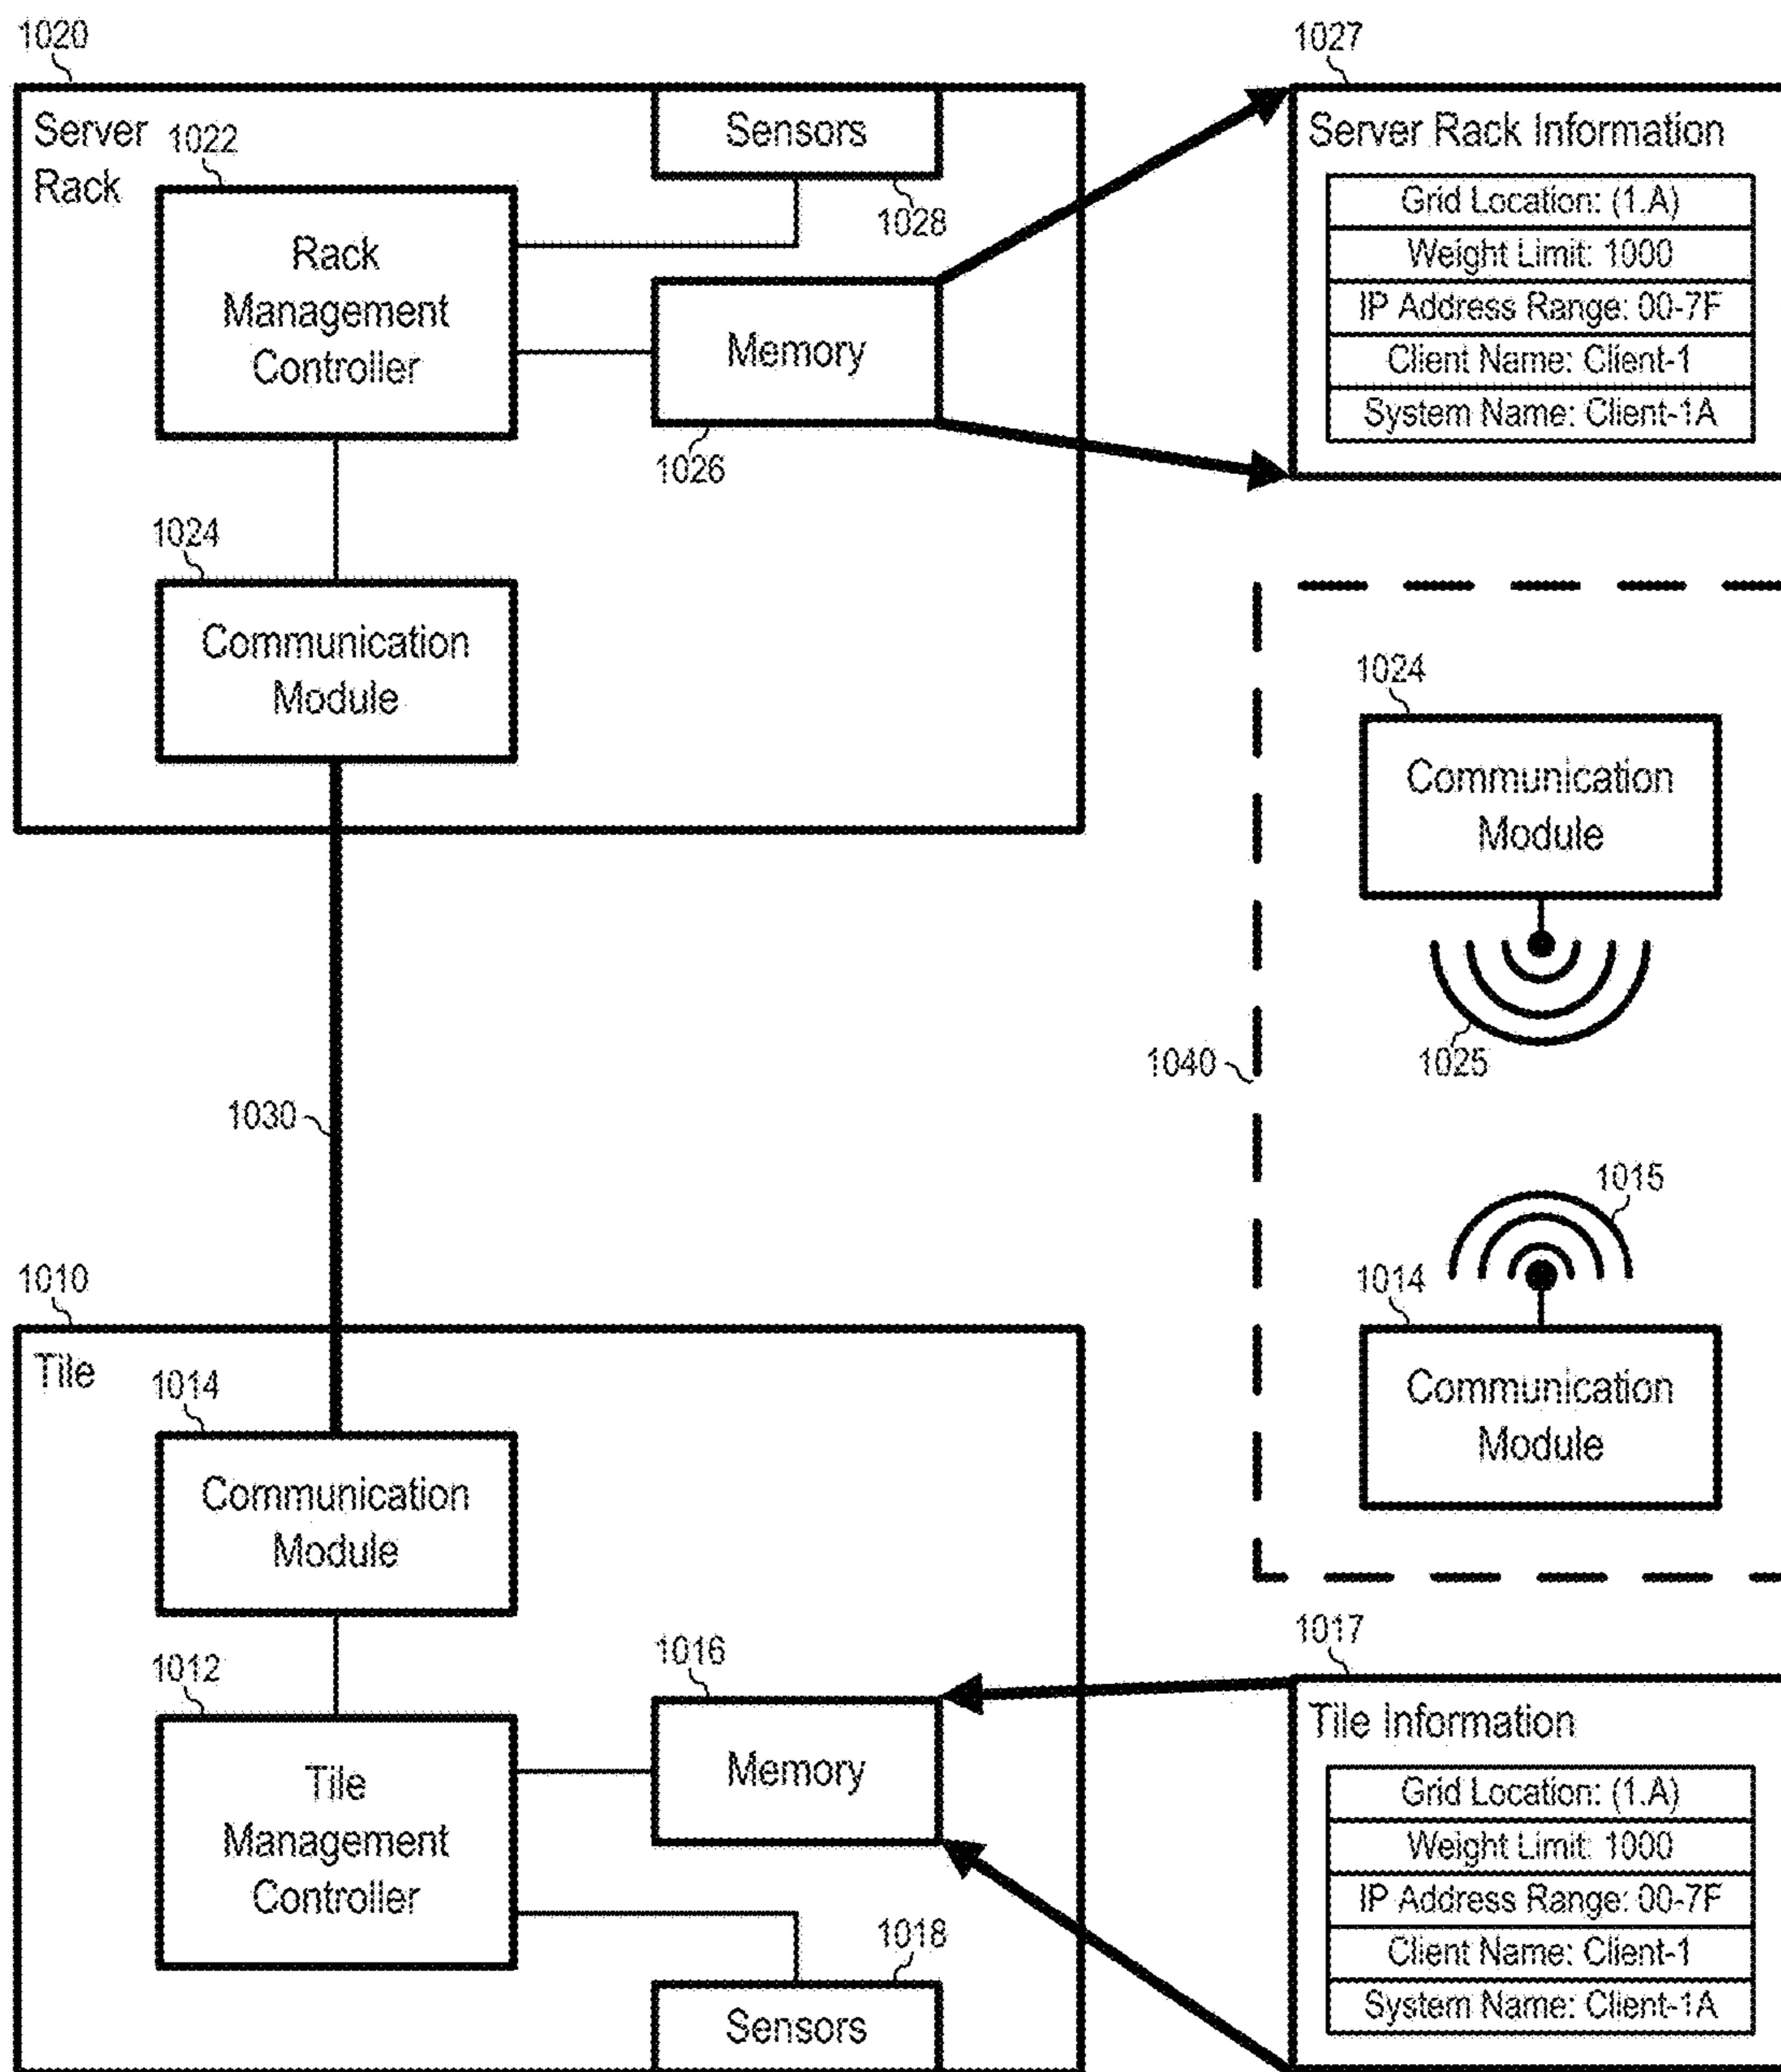 1020
Server
Rack
1022
Sensors
1028
Rack
Management
Controller
Memory
1026
1024
Communication
Module
1027
Server Rack Information
Grid Location: (1.A)
Weight Limit: 1000
IP Address Range: 00-7F
Client Name: Client-1
System Name: Client-1A
1024
Communication
Module
1025
1040
1030
1015
1014
Communication
Module
1010
Tile
1014
Communication
Module
1012
Tile
Management
Controller
1016
Memory
1018
Sensors
1017
Tile Information
Grid Location: (1.A)
Weight Limit: 1000
IP Address Range: 00-7F
Client Name: Client-1
System Name: Client-1A